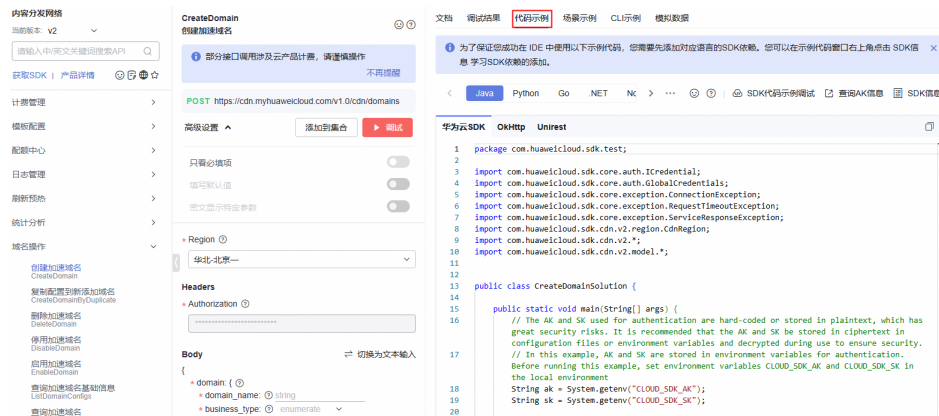 内容分发网络
当前版本: v2
请输入中/英文关键词搜索API
获取SDK | 产品详情
计费管理
模板配置
配额中心
日志管理
刷新预热
统计分析
域名操作
创建加速域名
CreateDomain
复制配置到新添加域名
CreateDomainByDuplicate
删除加速域名
DeleteDomain
停用加速域名
DisableDomain
启用加速域名
EnableDomain
查询加速域名基础信息
ListDomainConfigs
查询加速域名
CreateDomain
创建加速域名
部分接口调用涉及云产品计费，请谨慎操作
不再提醒
POST https://cdn.myhuaweicloud.com/v1.0/cdn/domains
高级设置
添加到集合
调试
只看必填项
填写默认值
密文显示特定参数
* Region
华北-北京一
Headers
* Authorization
------------------------
Body
切换为文本输入
{
* domain: {
* domain_name: string
* business_type: enumerate
文档 调试结果 代码示例 场景示例 CLI示例 模拟数据
为了保证您成功在 IDE 中使用以下示例代码，您需要先添加对应语言的SDK依赖。您可以在示例代码窗口右上角点击 SDK信
息 学习SDK依赖的添加。
Java Python Go .NET
SDK代码示例调试 查询AK信息 SDK信息
华为云SDK OkHttp Unirest
1 package com.huaweicloud.sdk.test;
2
3 import com.huaweicloud.sdk.core.auth.ICredential;
4 import com.huaweicloud.sdk.core.auth.GlobalCredentials;
5 import com.huaweicloud.sdk.core.exception.ConnectionException;
6 import com.huaweicloud.sdk.core.exception.RequestTimeoutException;
7 import com.huaweicloud.sdk.core.exception.ServiceResponseException;
8 import com.huaweicloud.sdk.cdn.v2.region.CdnRegion;
9 import com.huaweicloud.sdk.cdn.v2.*;
10 import com.huaweicloud.sdk.cdn.v2.model.*;
11
12
13 public class CreateDomainSolution {
14
15 public static void main(String[] args) {
16 // The AK and SK used for authentication are hard-coded or stored in plaintext, which has
great security risks. It is recommended that the AK and SK be stored in ciphertext in
configuration files or environment variables and decrypted during use to ensure security.
17 // In this example, AK and SK are stored in environment variables for authentication.
Before running this example, set environment variables CLOUD_SDK_AK and CLOUD_SDK_SK in
the local environment
18 String ak = System.getenv("CLOUD_SDK_AK");
19 String sk = System.getenv("CLOUD_SDK_SK");
20